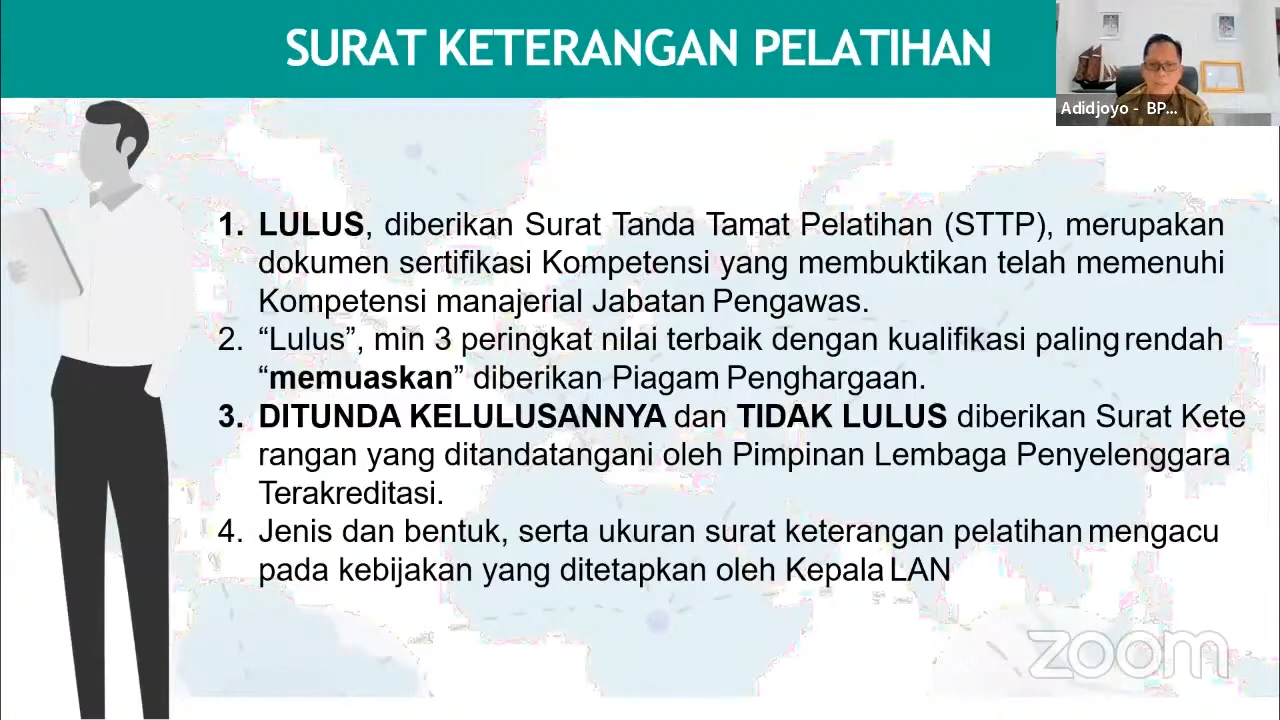 SURAT KETERANGAN PELATIHAN
Adidjoyo - BP...
1. LULUS, diberikan Surat Tanda Tamat Pelatihan (STTP), merupakan
dokumen sertifikasi Kompetensi yang membuktikan telah memenuhi
Kompetensi manajerial Jabatan Pengawas.
2. “Lulus”, min 3 peringkat nilai terbaik dengan kualifikasi paling rendah
“memuaskan” diberikan Piagam Penghargaan.
3. DITUNDA KELULUSANNYA dan TIDAK LULUS diberikan Surat Kete
rangan yang ditandatangani oleh Pimpinan Lembaga Penyelenggara
Terakreditasi.
4. Jenis dan bentuk, serta ukuran surat keterangan pelatihan mengacu
pada kebijakan yang ditetapkan oleh Kepala LAN
zoom